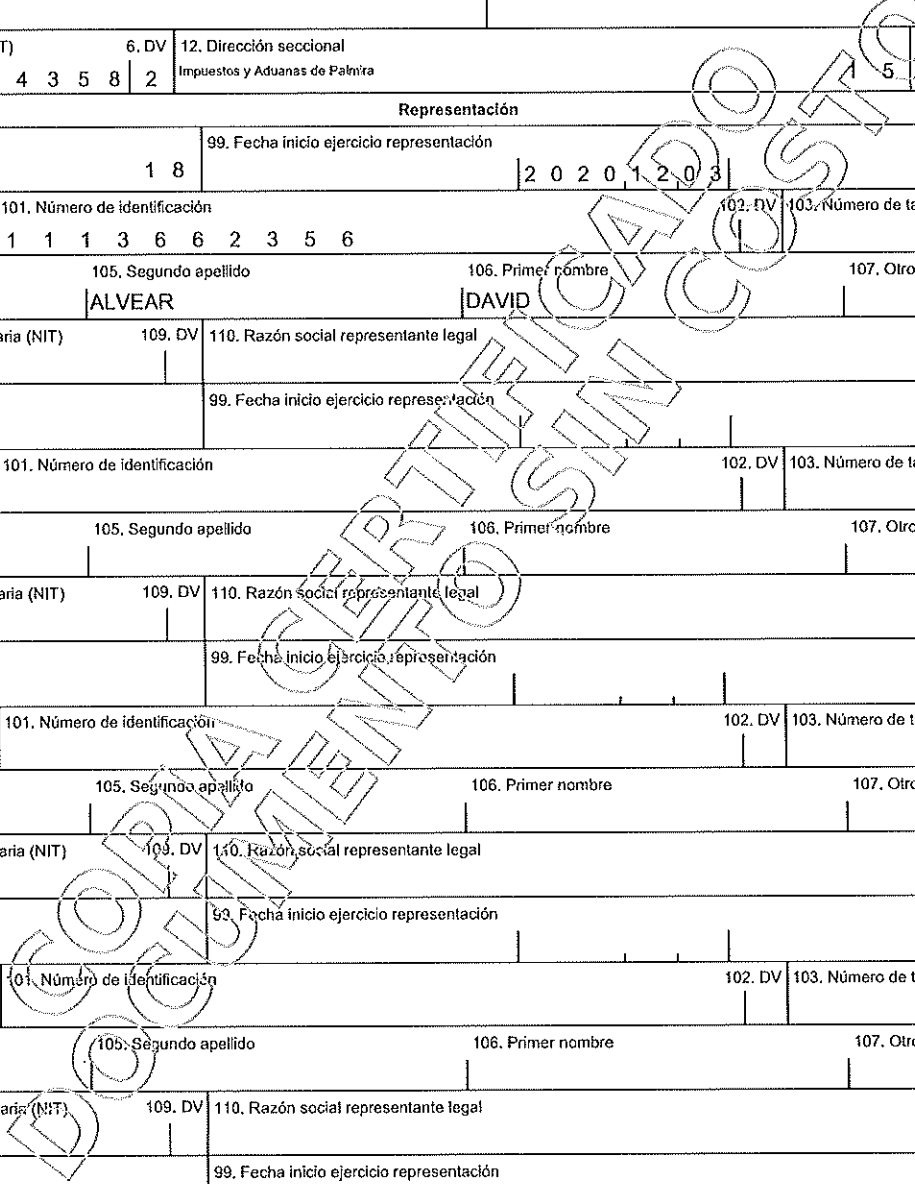 T) 6. DV 12. Dirección seccional
4 3 5 8 2 Impuestos y Aduanas de Palmira 1 5
Representación
99. Fecha inicio ejercicio representación
1 8 2 0 2 0 1 2 0 3
101. Número de identificación 102. DV 103. Número de ta
1 1 1 3 6 6 2 3 5 6
105. Segundo apellido 106. Primer nombre 107. Otro
ALVEAR DAVID
aria (NIT) 109. DV 110. Razón social representante legal
99. Fecha inicio ejercicio representación
101. Número de identificación 102. DV 103. Número de ta
105. Segundo apellido 106. Primer nombre 107. Otro
aria (NIT) 109. DV 110. Razón social representante legal
99. Fecha inicio ejercicio representación
101. Número de identificación 102. DV 103. Número de t
105. Segundo apellido 106. Primer nombre 107. Otro
aria (NIT) 109. DV 110. Razón social representante legal
99. Fecha inicio ejercicio representación
101. Número de identificación 102. DV 103. Número de t
105. Segundo apellido 106. Primer nombre 107. Otro
aria (NIT) 109. DV 110. Razón social representante legal
99. Fecha inicio ejercicio representación
COPIA CERTIFICADO
DOCUMENTO SIN COSTO